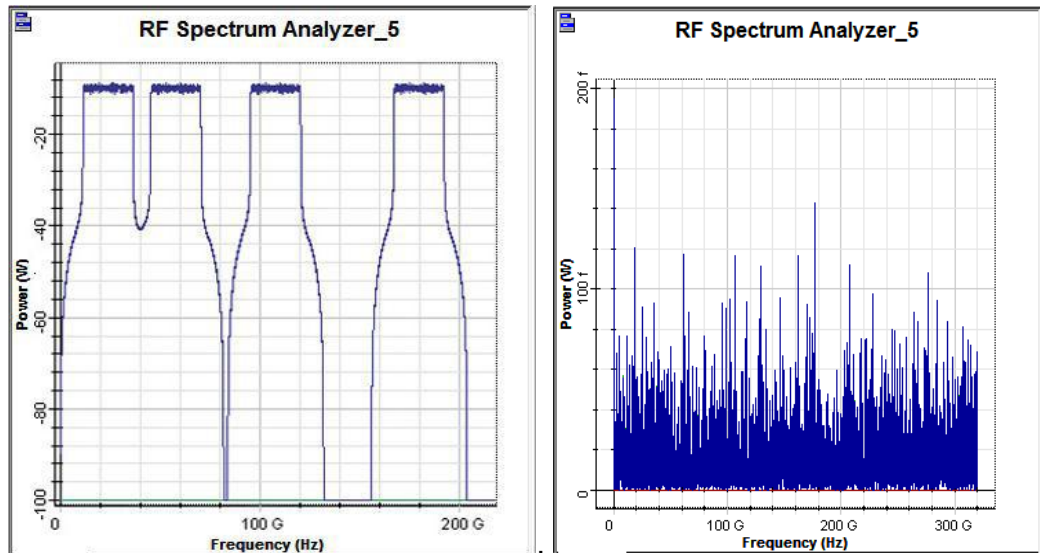 RF Spectrum Analyzer_5
Power (W)
-20
-40
-60
-80
-100
0
100 G
200 G
Frequency (Hz)
RF Spectrum Analyzer_5
Power (W)
200 f
100 f
0
0
100 G
200 G
300 G
Frequency (Hz)